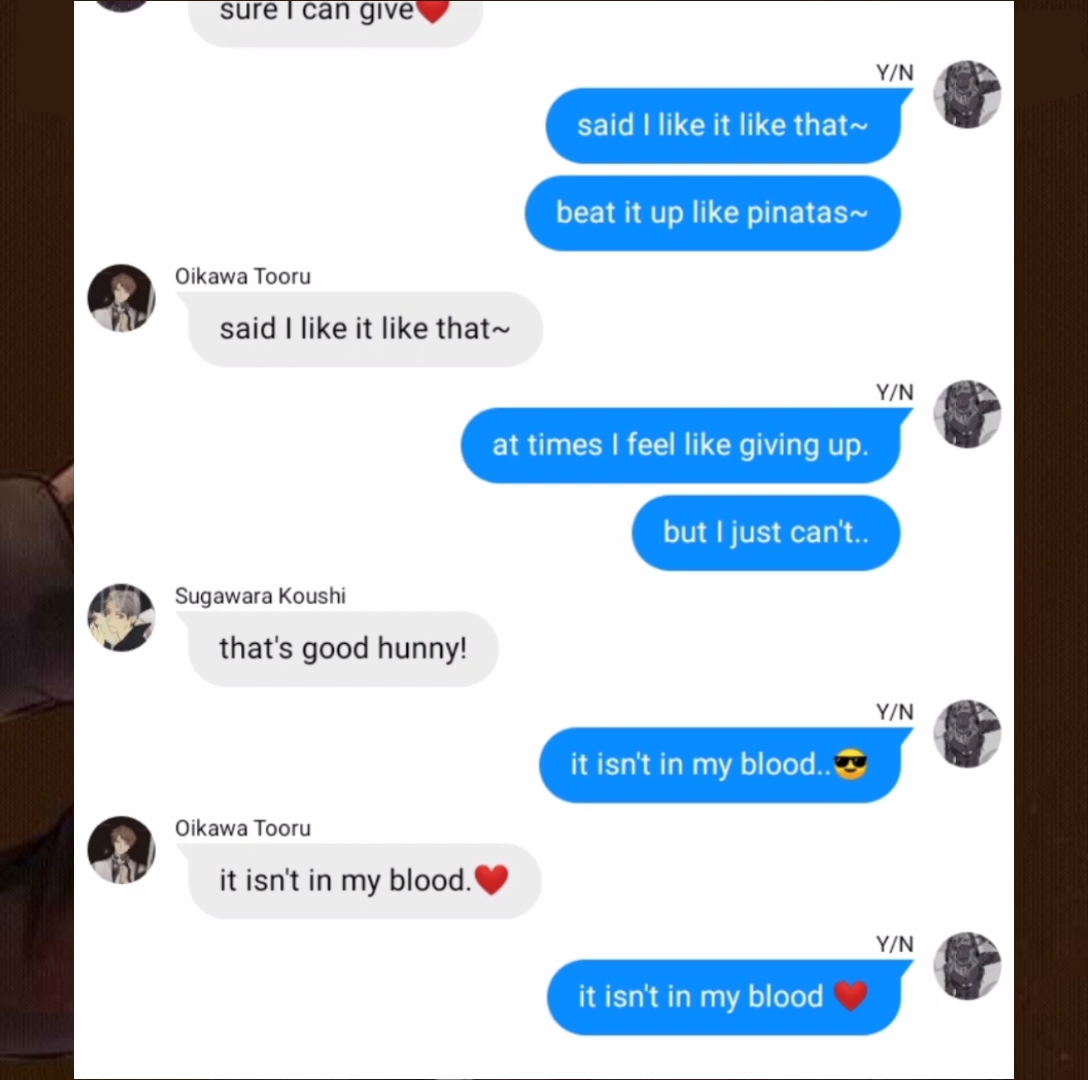 sure I can give❤️
Y/N
said I like it like that~
beat it up like pinatas~
Oikawa Tooru
said I like it like that~
Y/N
at times I feel like giving up.
but I just can't..
Sugawara Koushi
that's good hunny!
Y/N
it isn't in my blood..😎
Oikawa Tooru
it isn't in my blood.❤️
Y/N
it isn't in my blood ❤️